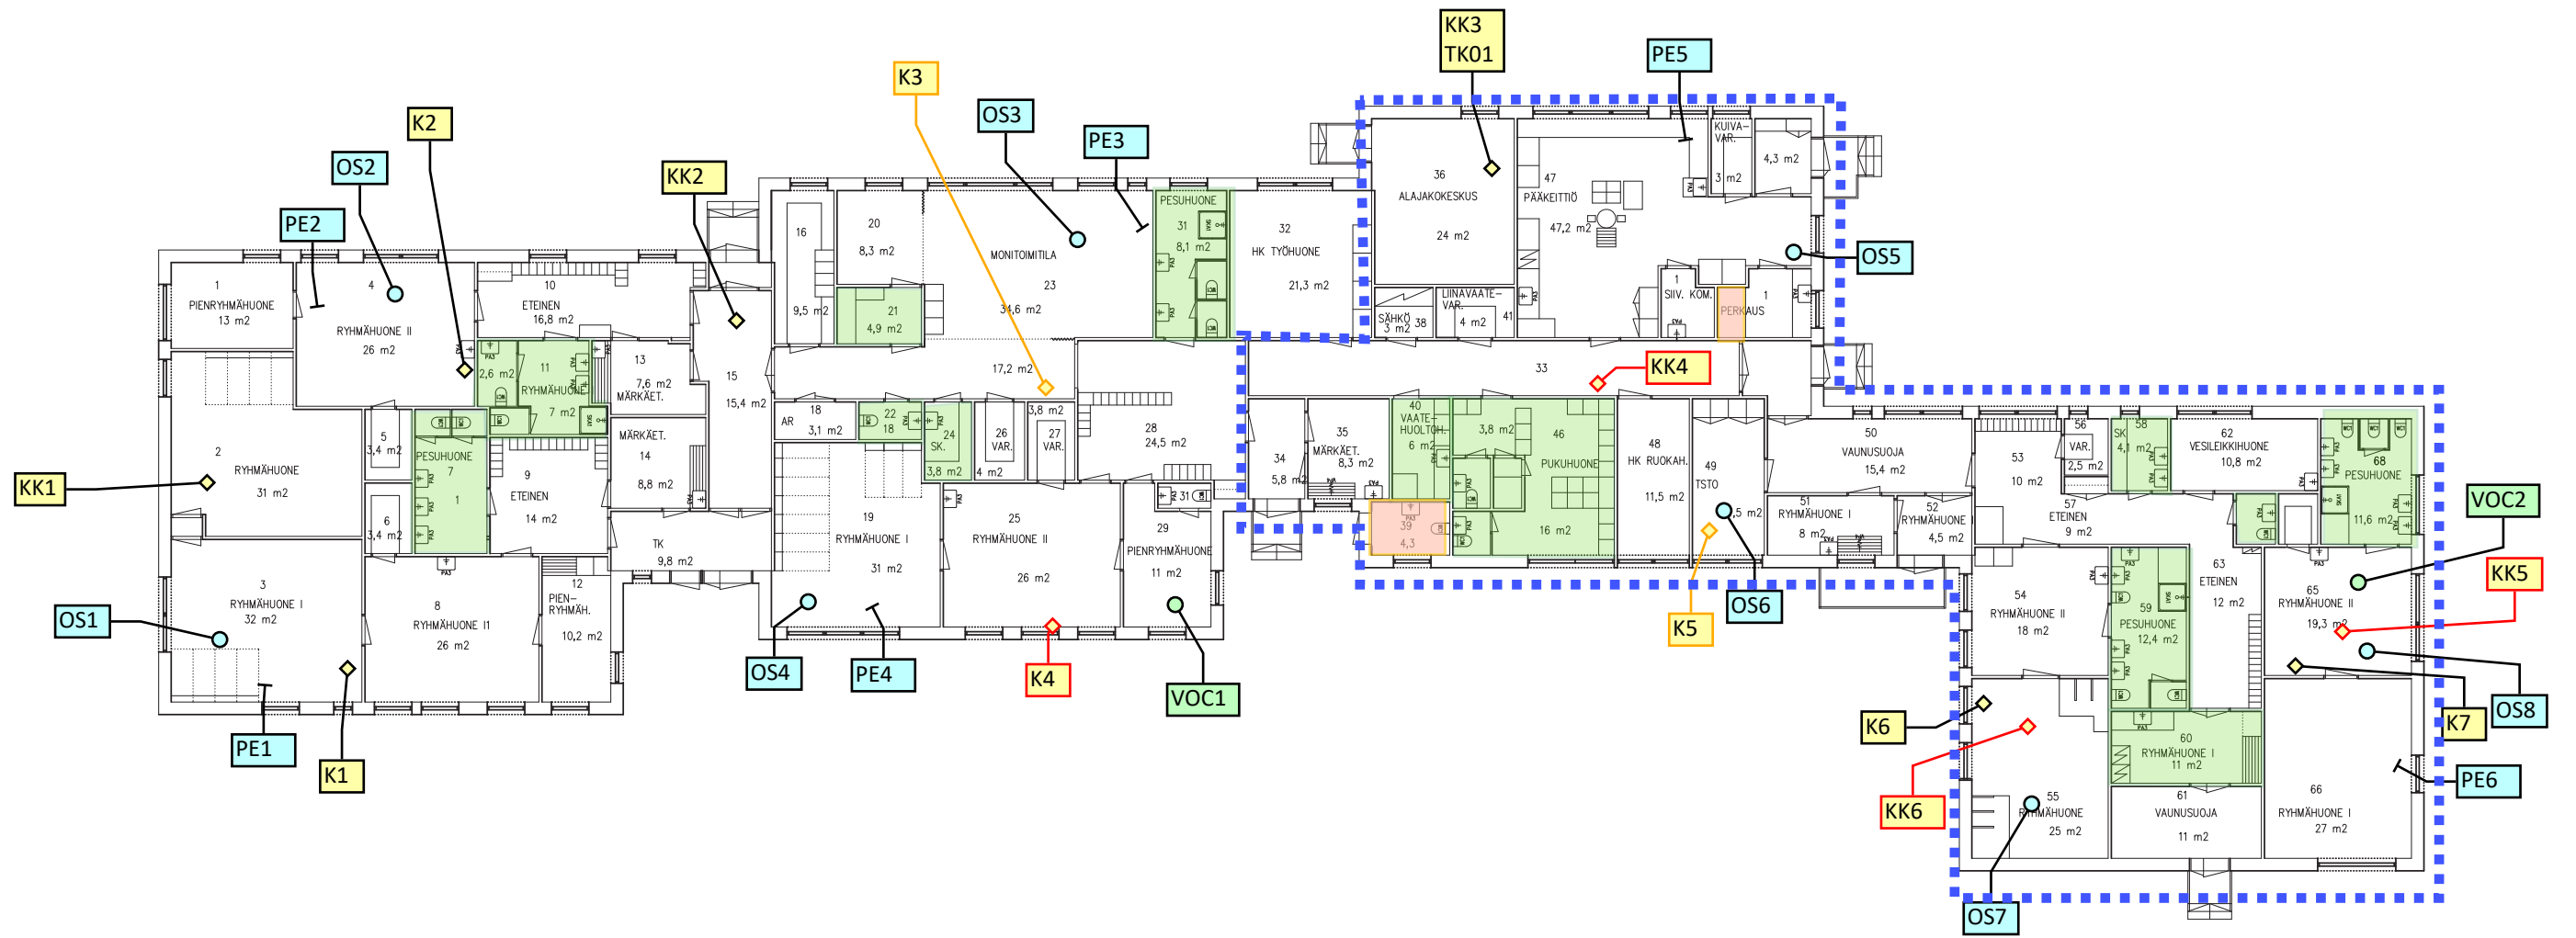 KK3
TK01
PE5
K3
OS3
PE3
K2
OS2
KK2
PE2
1
PIENRYHMÄHUONE
13 m2
4
RYHMÄHUONE II
26 m2
10
ETEINEN
16,8 m2
16
9,5 m2
20
8,3 m2
21
4,9 m2
MONITOIMITILA
23
34,6 m2
PESUHUONE
31
8,1 m2
32
HK TYÖHUONE
21,3 m2
36
ALAJAKOKESKUS
24 m2
47
PÄÄKEITTIÖ
47,2 m2
KUIVA-
VAR.
3 m2
4,3 m2
OS5
1
SIIV. KOM.
1
PERKAUS
LIINAVAATE-
VAR.
4 m2
41
SÄHKÖ
3 m2
38
2,6 m2
11
RYHMÄHUONE
7 m2
13
7,6 m2
MÄRKÄET.
15
15,4 m2
17,2 m2
33
KK4
2
RYHMÄHUONE
31 m2
5
3,4 m2
6
3,4 m2
PESUHUONE
7
1
9
ETEINEN
14 m2
MÄRKÄET.
14
8,8 m2
AR
18
3,1 m2
22
18
24
SK.
3,8 m2
26
VAR.
4 m2
3,8 m2
27
VAR.
28
24,5 m2
34
5,8 m2
35
MÄRKÄET.
8,3 m2
40
VAATE-
HUOLTOH.
6 m2
3,8 m2
46
PUKUHUONE
16 m2
39
4,3
48
HK RUOKAH.
11,5 m2
49
TSTO
,5 m2
50
VAUNUSUOJA
15,4 m2
51
RYHMÄHUONE I
8 m2
52
RYHMÄHUONE
4,5 m2
53
10 m2
56
VAR.
2,5 m2
57
ETEINEN
9 m2
58
SK
4,1 m2
62
VESILEIKKIHUONE
10,8 m2
68
PESUHUONE
11,6 m2
KK1
VOC2
KK5
3
RYHMÄHUONE I
32 m2
OS1
8
RYHMÄHUONE I1
26 m2
12
PIEN-
RYHMÄH.
10,2 m2
TK
9,8 m2
19
RYHMÄHUONE I
31 m2
25
RYHMÄHUONE II
26 m2
31
29
PIENRYHMÄHUONE
11 m2
54
RYHMÄHUONE II
18 m2
59
PESUHUONE
12,4 m2
63
ETEINEN
12 m2
65
RYHMÄHUONE II
19,3 m2
OS6
K5
OS4
PE4
K4
VOC1
PE1
K1
K6
KK6
K7
OS8
60
RYHMÄHUONE I
11 m2
55
RYHMÄHUONE
25 m2
61
VAUNUSUOJA
11 m2
66
RYHMÄHUONE I
27 m2
PE6
OS7